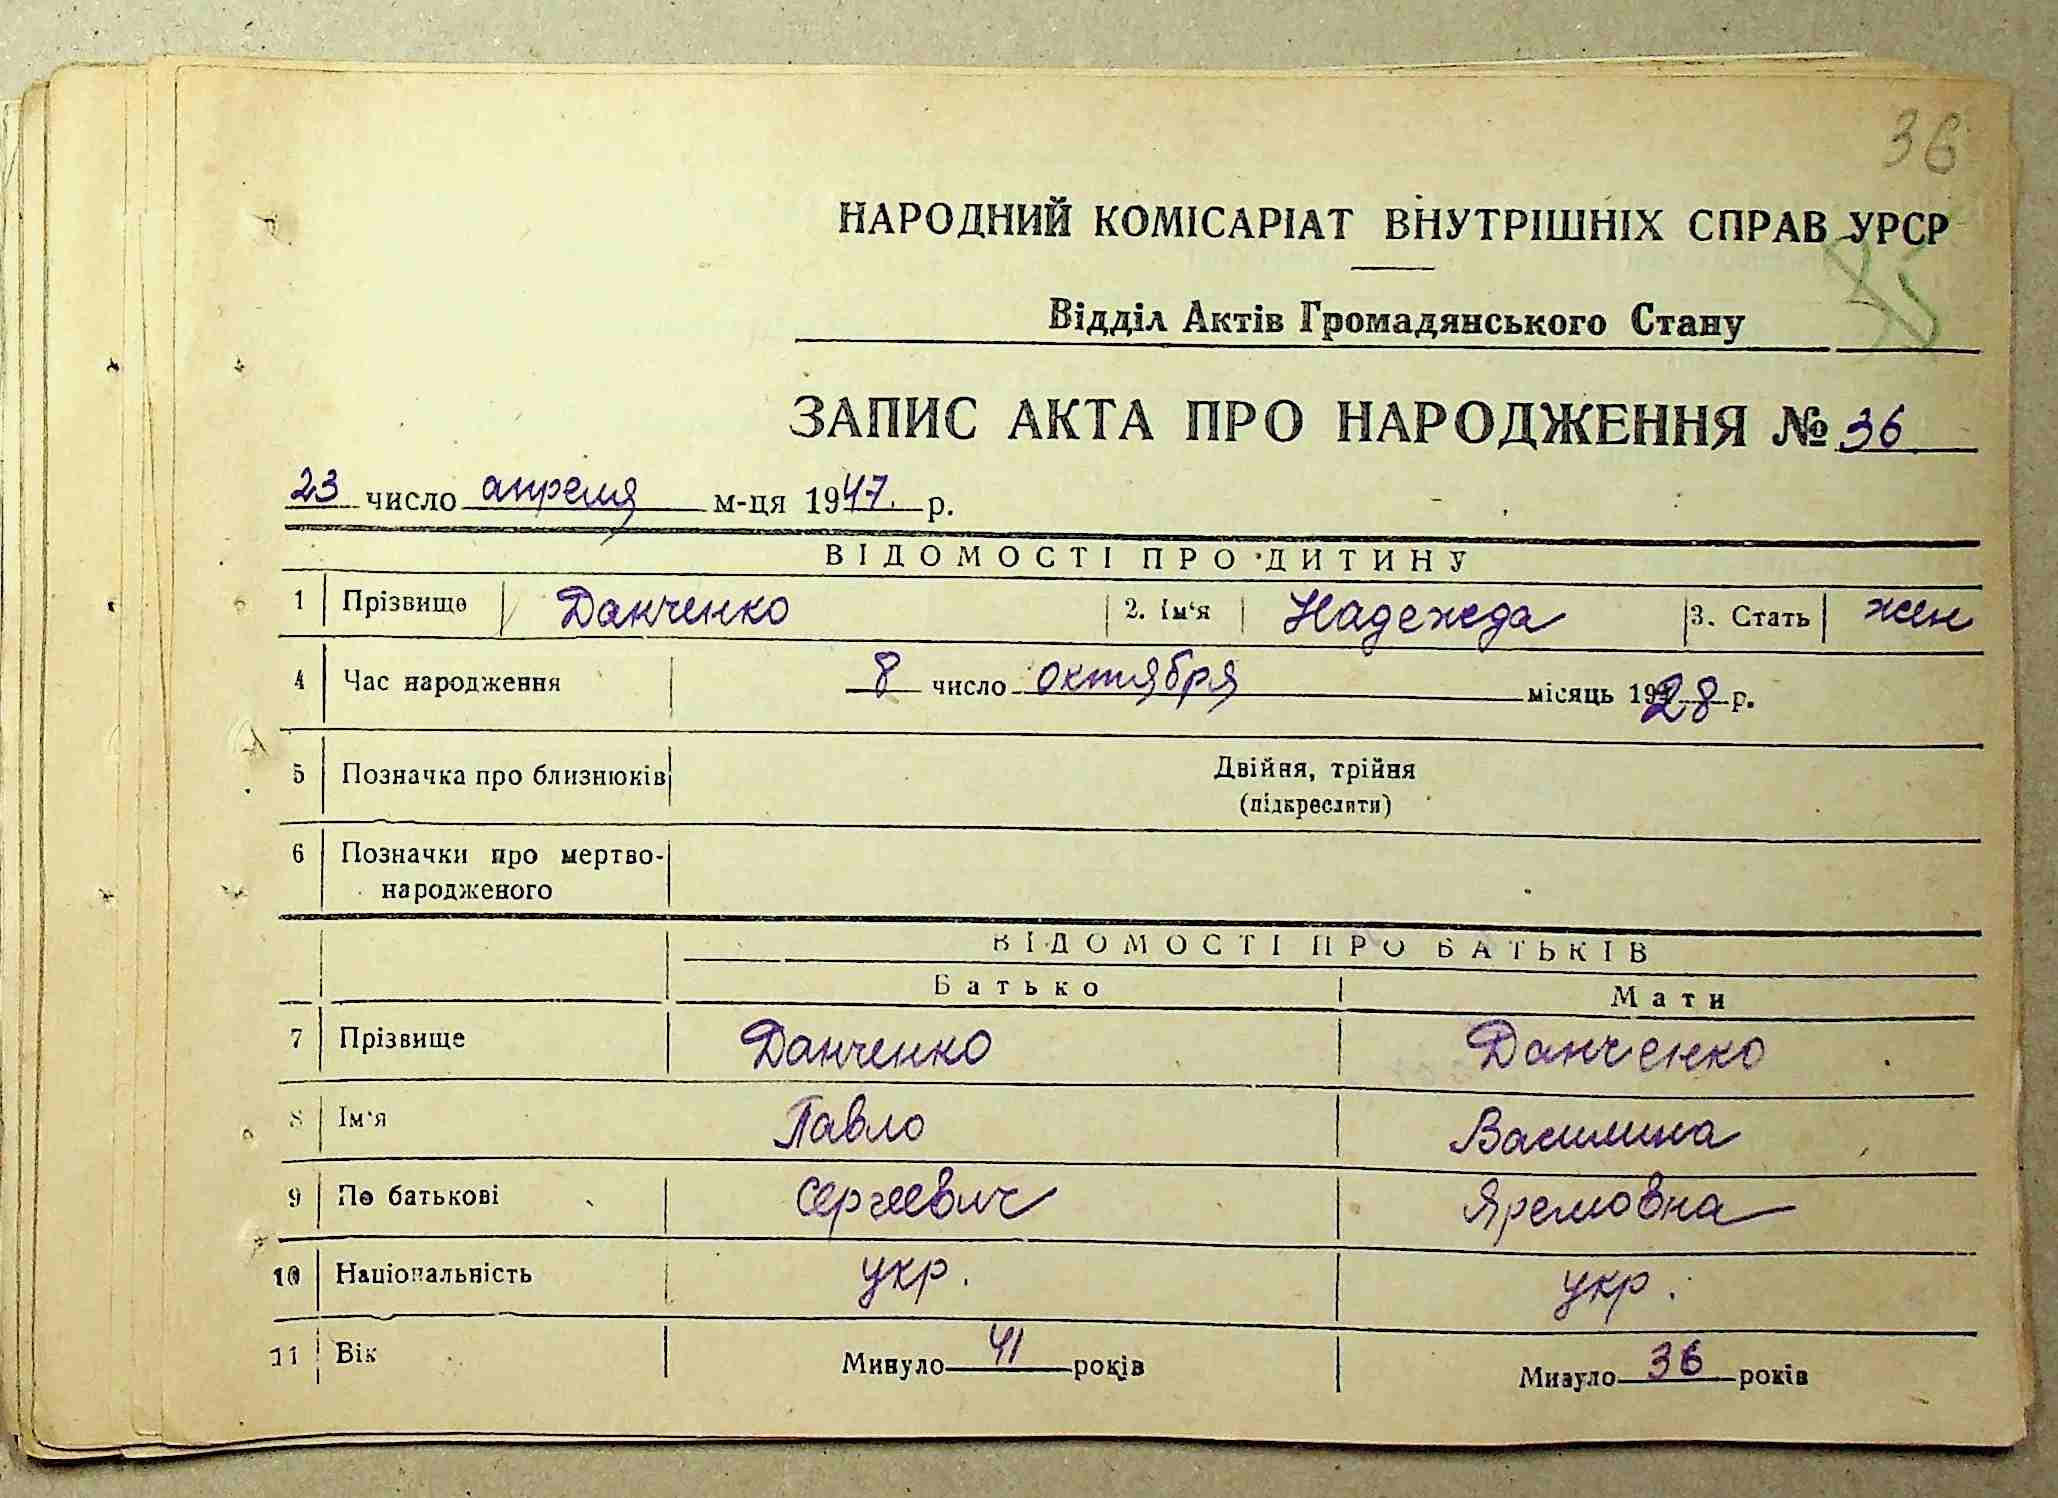 36
НАРОДНИЙ КОМІСАРІАТ ВНУТРІШНІХ СПРАВ УРСР
Відділ Актів Громадянського Стану
ЗАПИС АКТА ПРО НАРОДЖЕННЯ № 36
23 число апреля м-ця 1947. р.
ВІДОМОСТІ ПРО ДИТИНУ
1 Прізвище Данченко 2. Ім'я Надежда 3. Стать жен
4 Час народження 8 число октября місяць 1928 р.
5 Позначка про близнюків Двійня, трійня
(підкреслити)
6 Позначки про мертво-
народженого
ВІДОМОСТІ ПРО БАТЬКІВ
Батько Мати
7 Прізвище Данченко Данченко
8 Ім'я Павло Василина
9 По батькові Сергеевич Яремовна
10 Національність укр. укр.
11 Вік Минуло 41 років Минуло 36 років